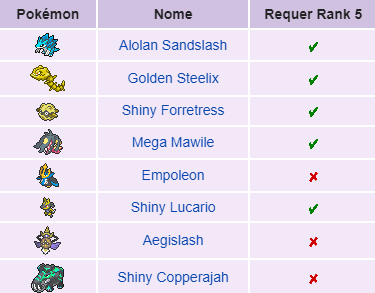 Pokémon Nome Requer Rank 5
Alolan Sandslash ✔
Golden Steelix ✔
Shiny Forretress ✔
Mega Mawile ✔
Empoleon ✘
Shiny Lucario ✔
Aegislash ✘
Shiny Copperajah ✘